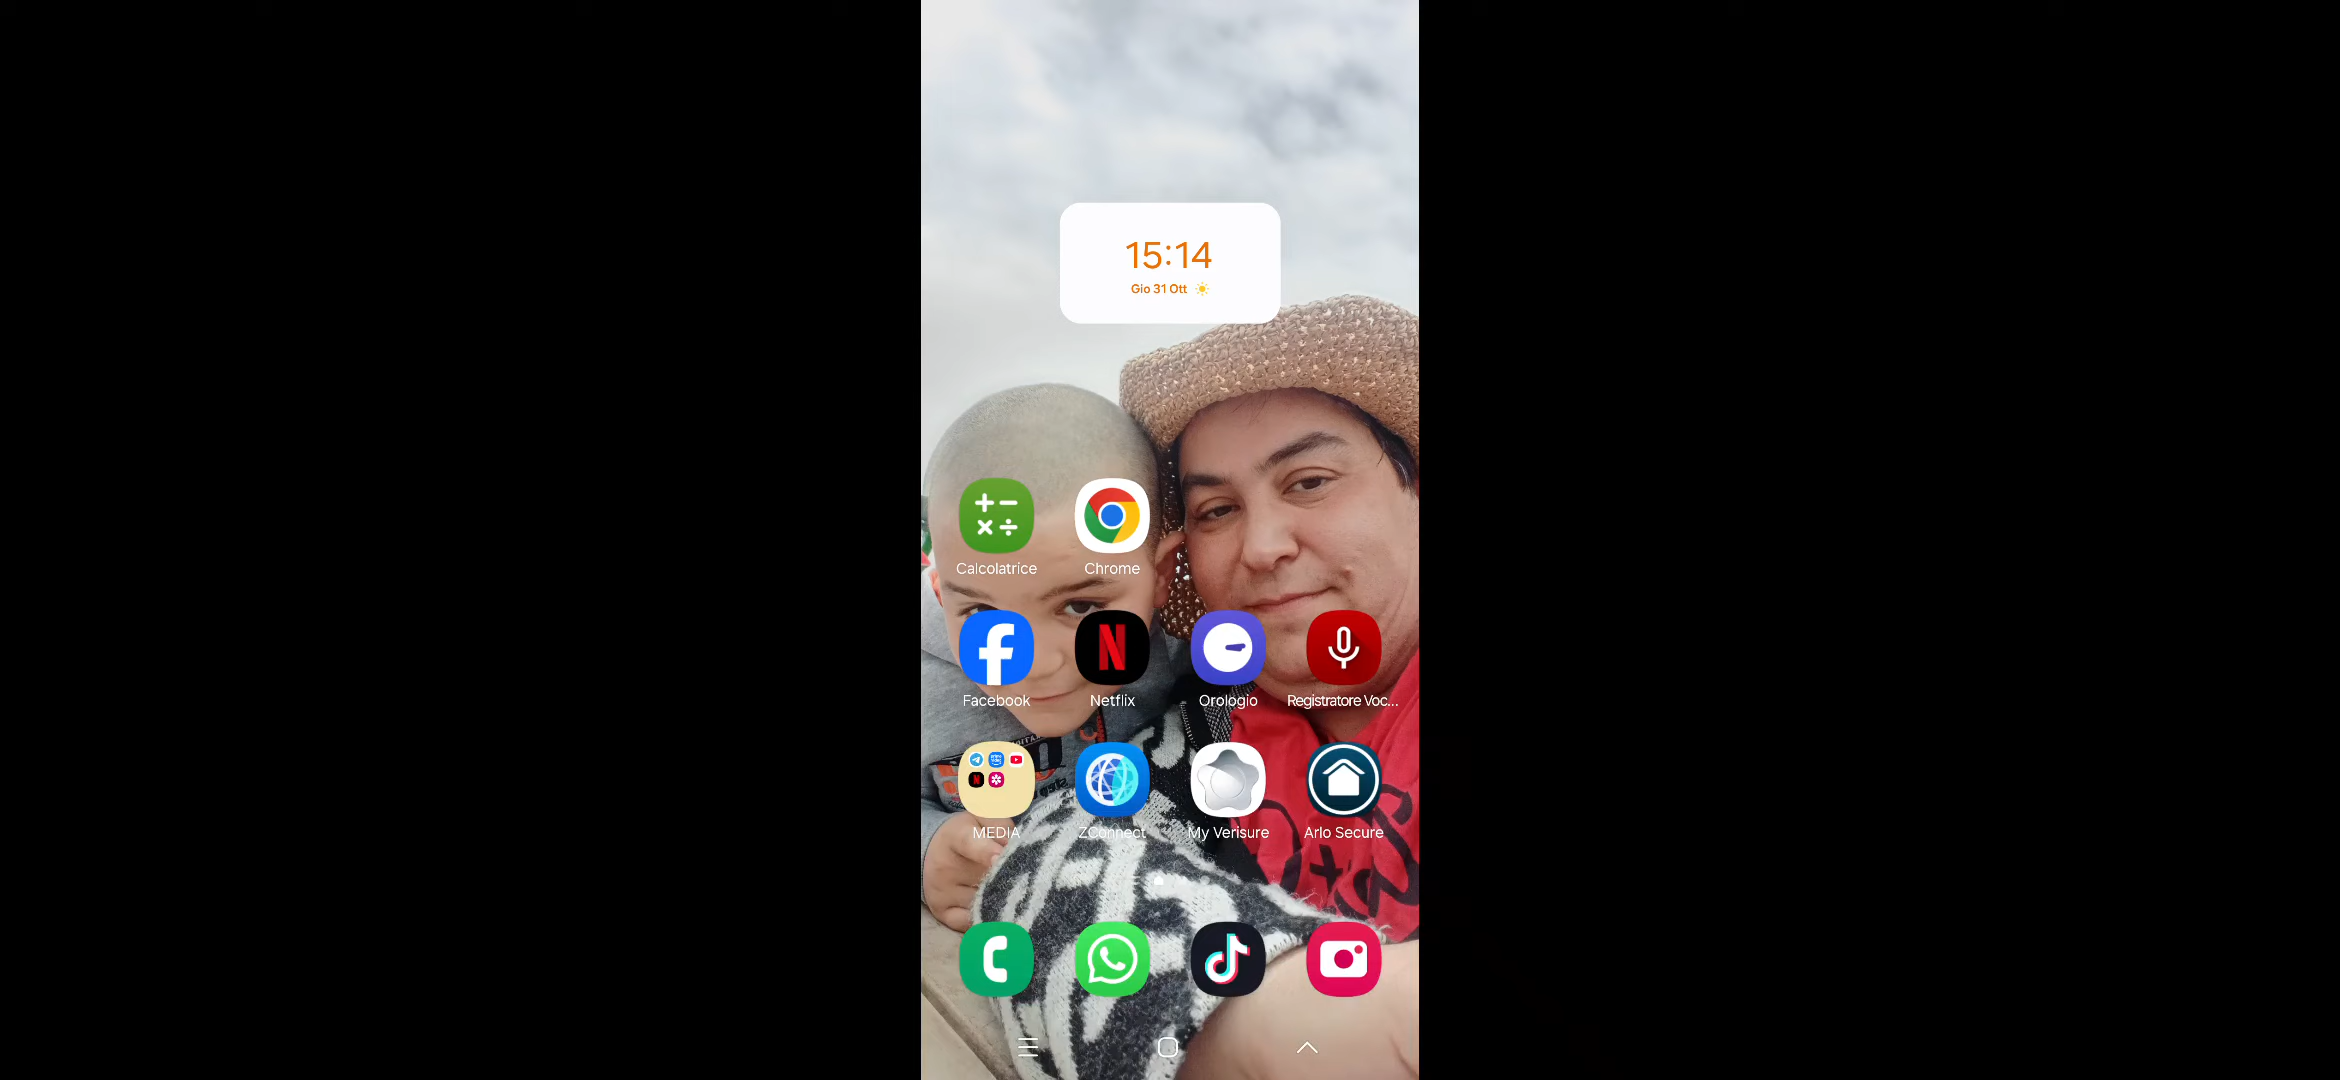 15:14
Gio 31 Ott
Calcolatrice
Chrome
Facebook
Netflix
Orologio
Registratore Voc...
MEDIA
ZConnect
My Verisure
Arlo Secure